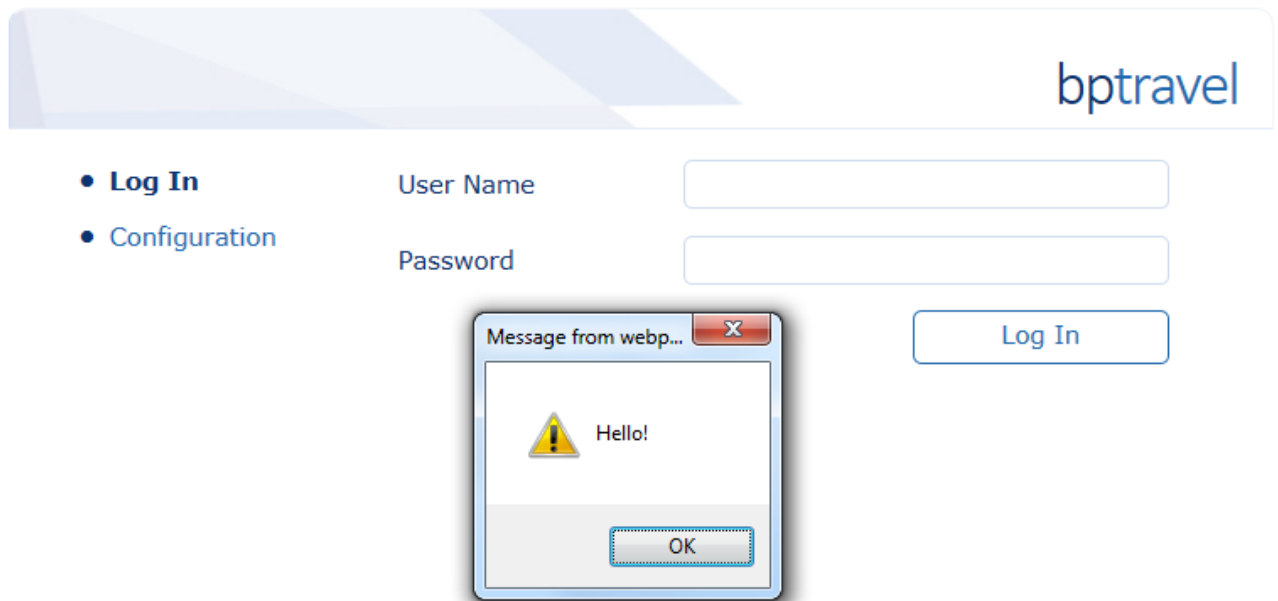 bptravel
Log In
Configuration
User Name
Password
Log In
Message from webp...
Hello!
OK